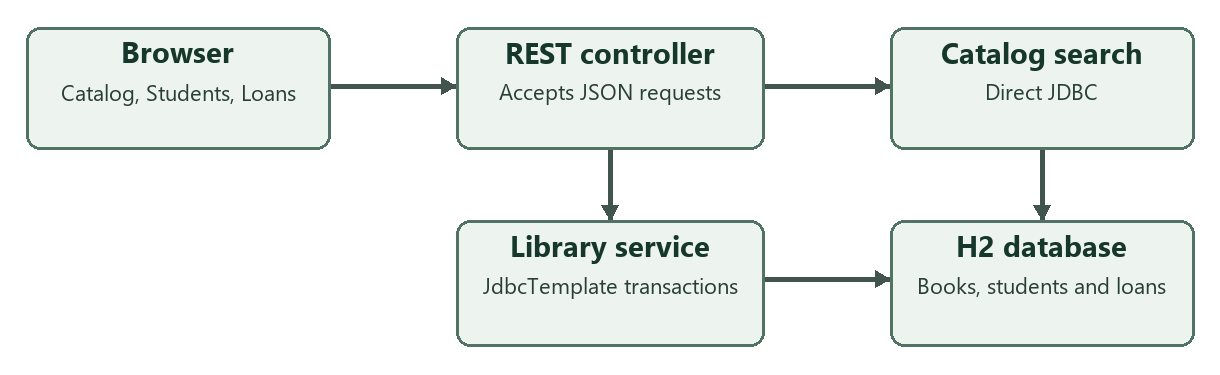 Browser
Catalog, Students, Loans
REST controller
Accepts JSON requests
Catalog search
Direct JDBC
Library service
JdbcTemplate transactions
H2 database
Books, students and loans